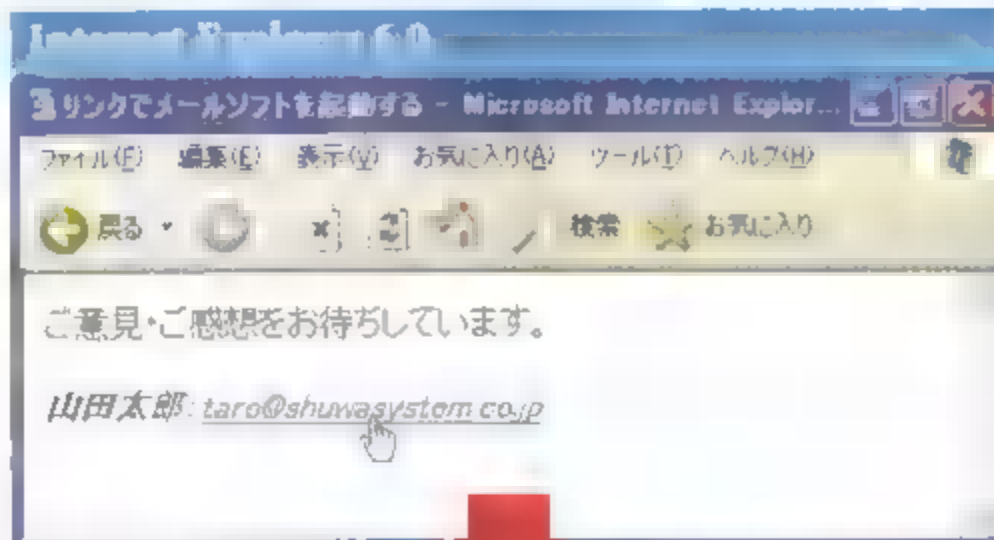 Internet Explorer 6.0
リンクでメールソフトを起動する - Microsoft Internet Explor...
ファイル(F) 編集(E) 表示(V) お気に入り(A) ツール(T) ヘルプ(H)
戻る 検索 お気に入り
ご意見・ご感想をお待ちしています。
山田太郎: taro@shuwasystem.co.jp